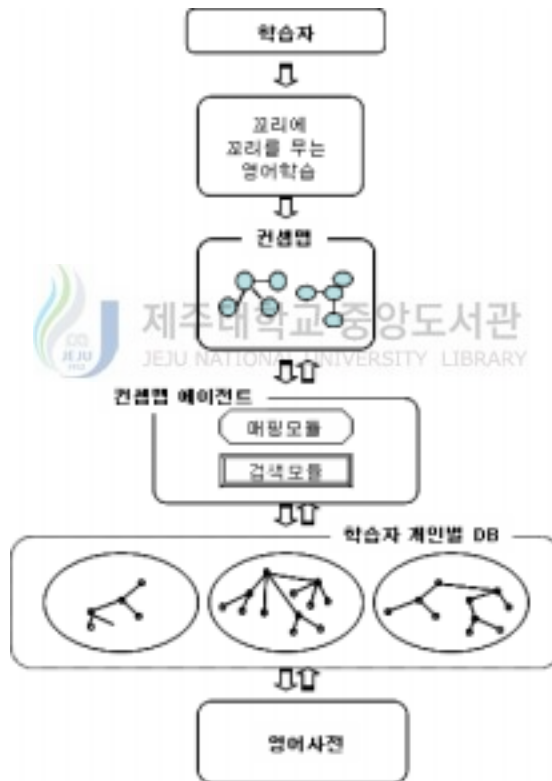 학습자
꼬리에
꼬리를 무는
영어학습
컨셉맵
제주대학교 중앙도서관
JEJU
JEJU NATIONAL UNIVERSITY LIBRARY
컨셉맵 에이전트
매핑모듈
검색모듈
학습자 개인별 DB
영어사전